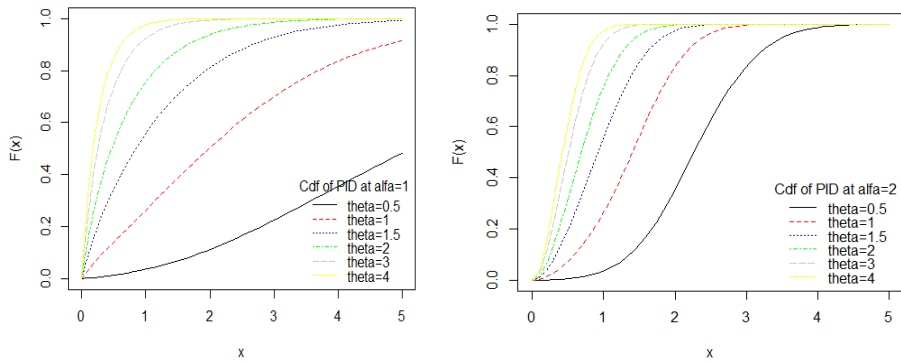 F(x)
1.0
0.8
0.6
0.4
0.2
0.0
Cdf of PID at alfa=1
theta=0.5
theta=1
theta=1.5
theta=2
theta=3
theta=4
0 1 2 3 4 5
x
F(x)
1.0
0.8
0.6
0.4
0.2
0.0
Cdf of PID at alfa=2
theta=0.5
theta=1
theta=1.5
theta=2
theta=3
theta=4
0 1 2 3 4 5
x